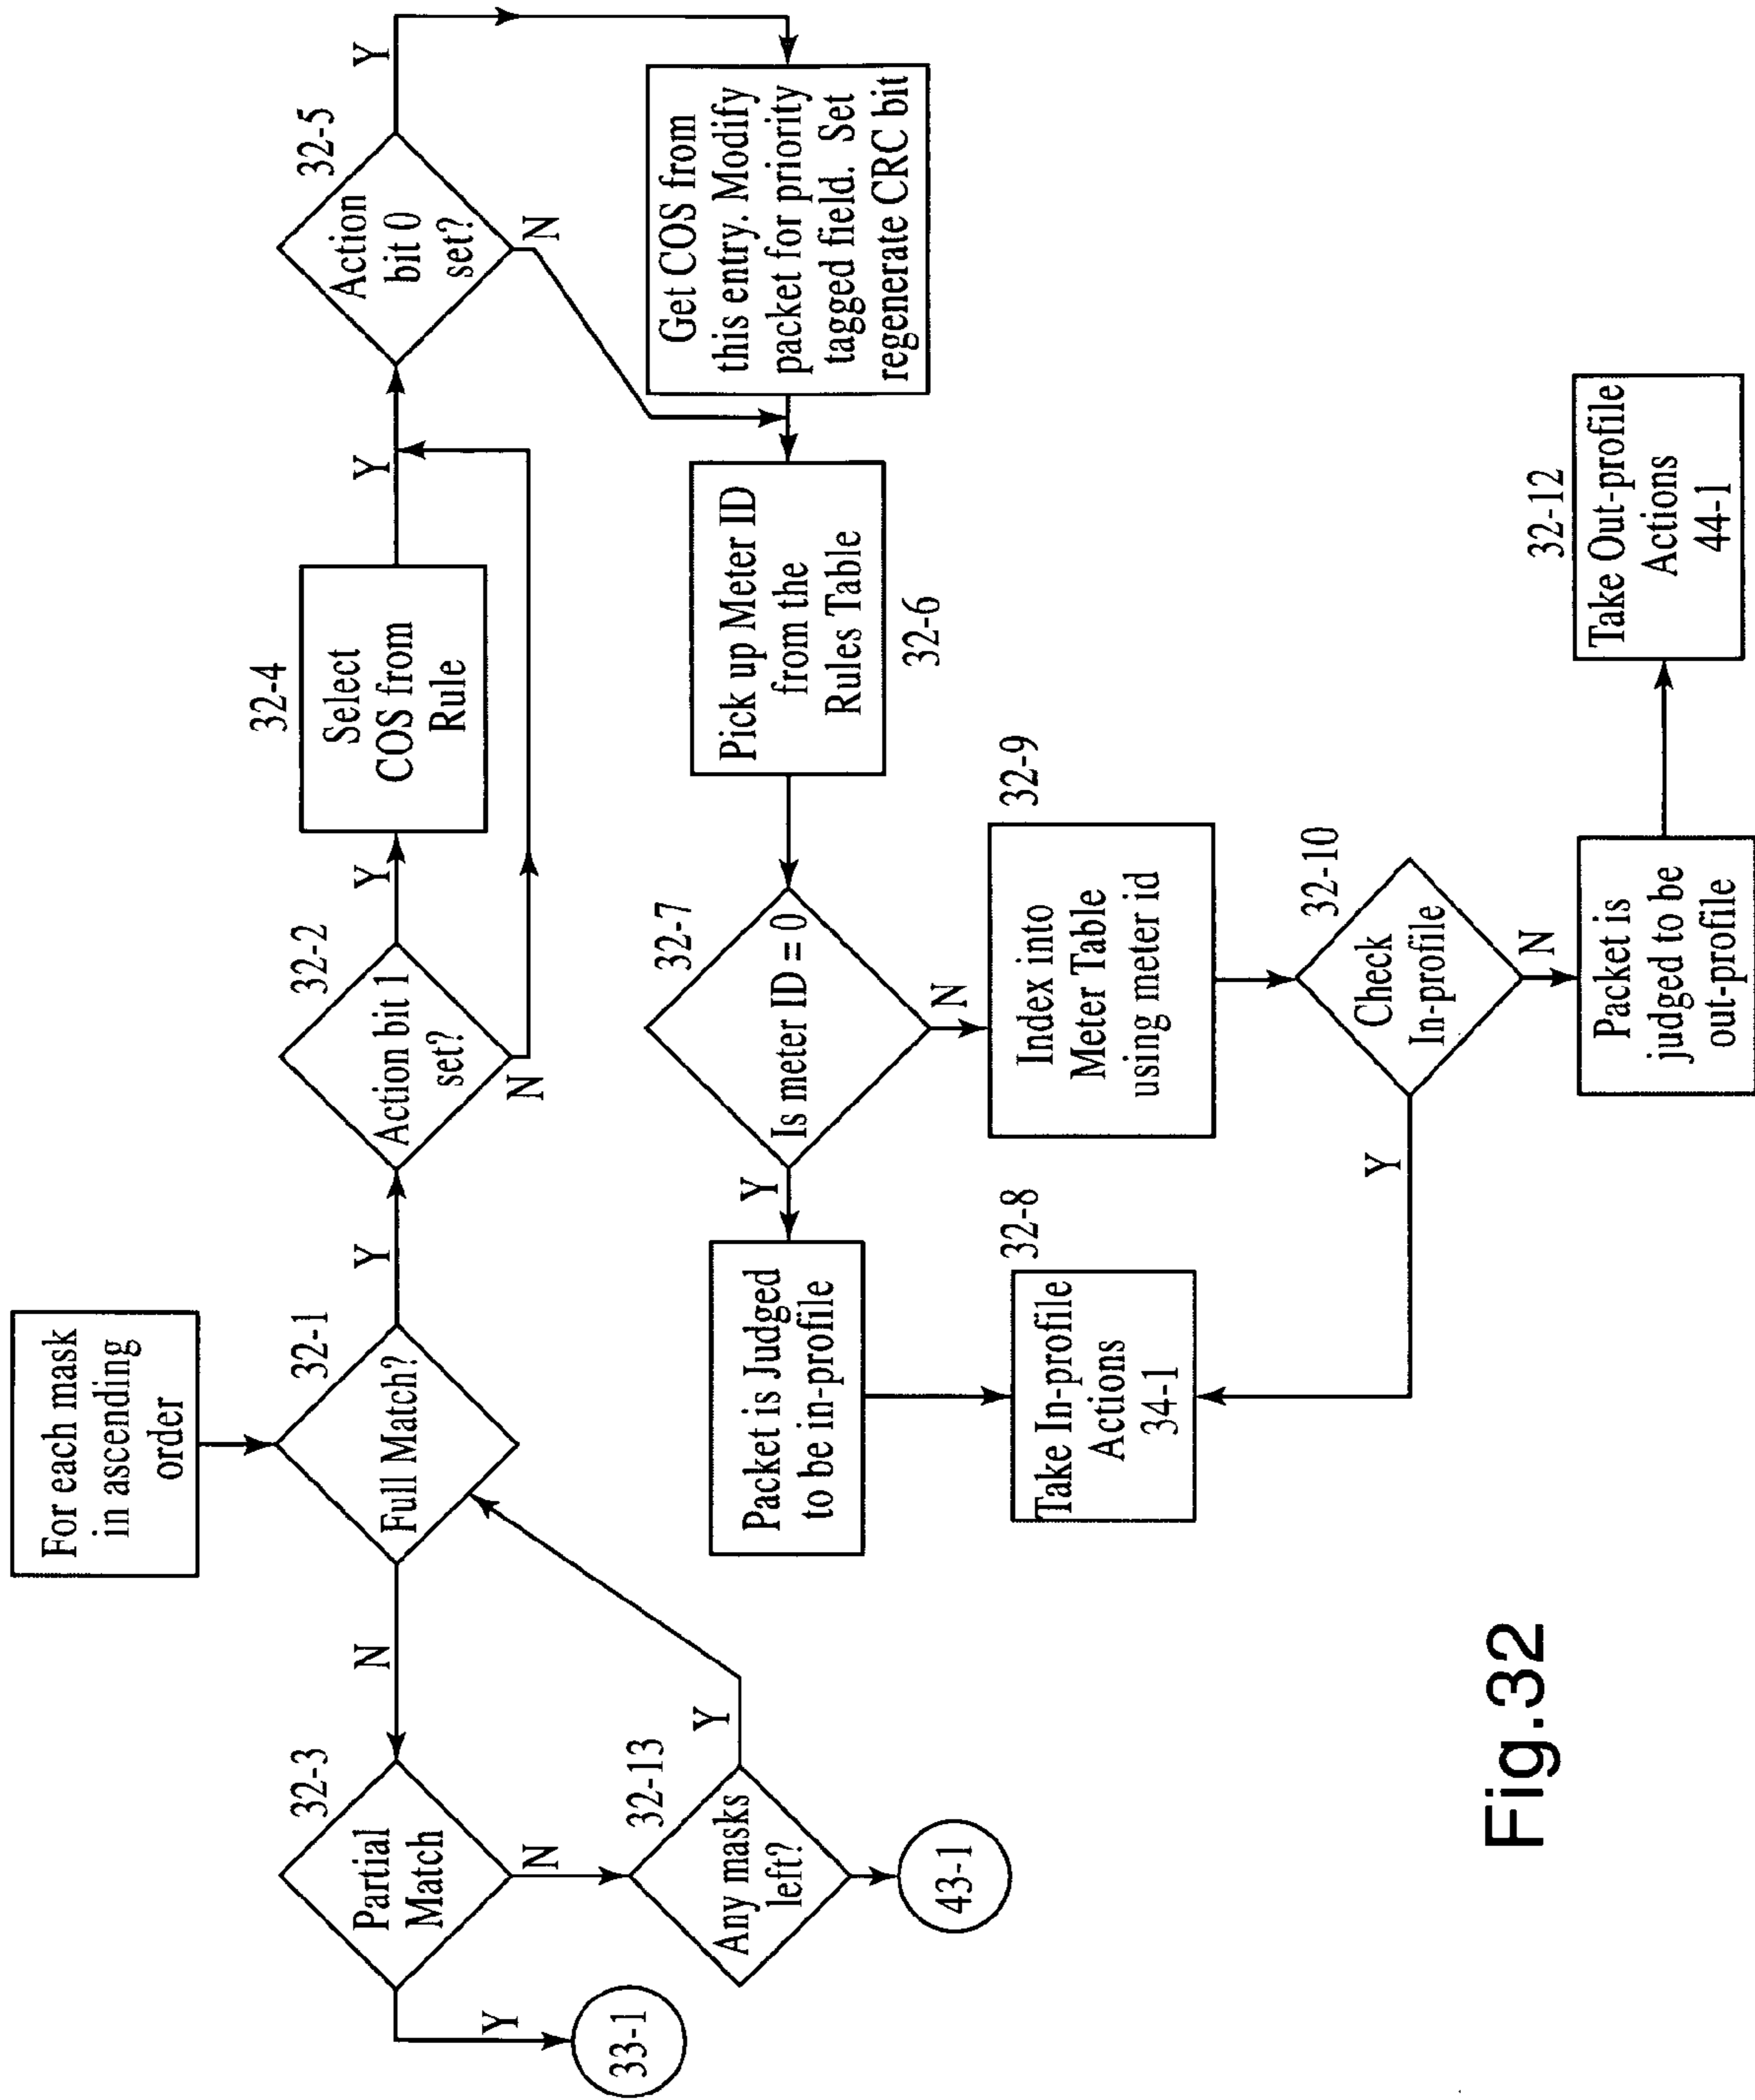 For each mask
in ascending
order
32-1
Full Match?
Y
N
32-2
Action bit 1
set?
Y
N
32-4
Select
COS from
Rule
Y
32-5
Action
bit 0
set?
Y
N
Get COS from
this entry. Modify
packet for priority
tagged field. Set
regenerate CRC bit
32-3
Partial
Match
Y
N
33-1
32-13
Any masks
left?
Y
43-1
Pick up Meter ID
from the
Rules Table
32-6
32-7
Is meter ID = 0
Y
N
Packet is Judged
to be in-profile
32-8
Take In-profile
Actions
34-1
32-9
Index into
Meter Table
using meter id
32-10
Check
In-profile
Y
N
Packet is
judged to be
out-profile
32-12
Take Out-profile
Actions
44-1
Fig.32